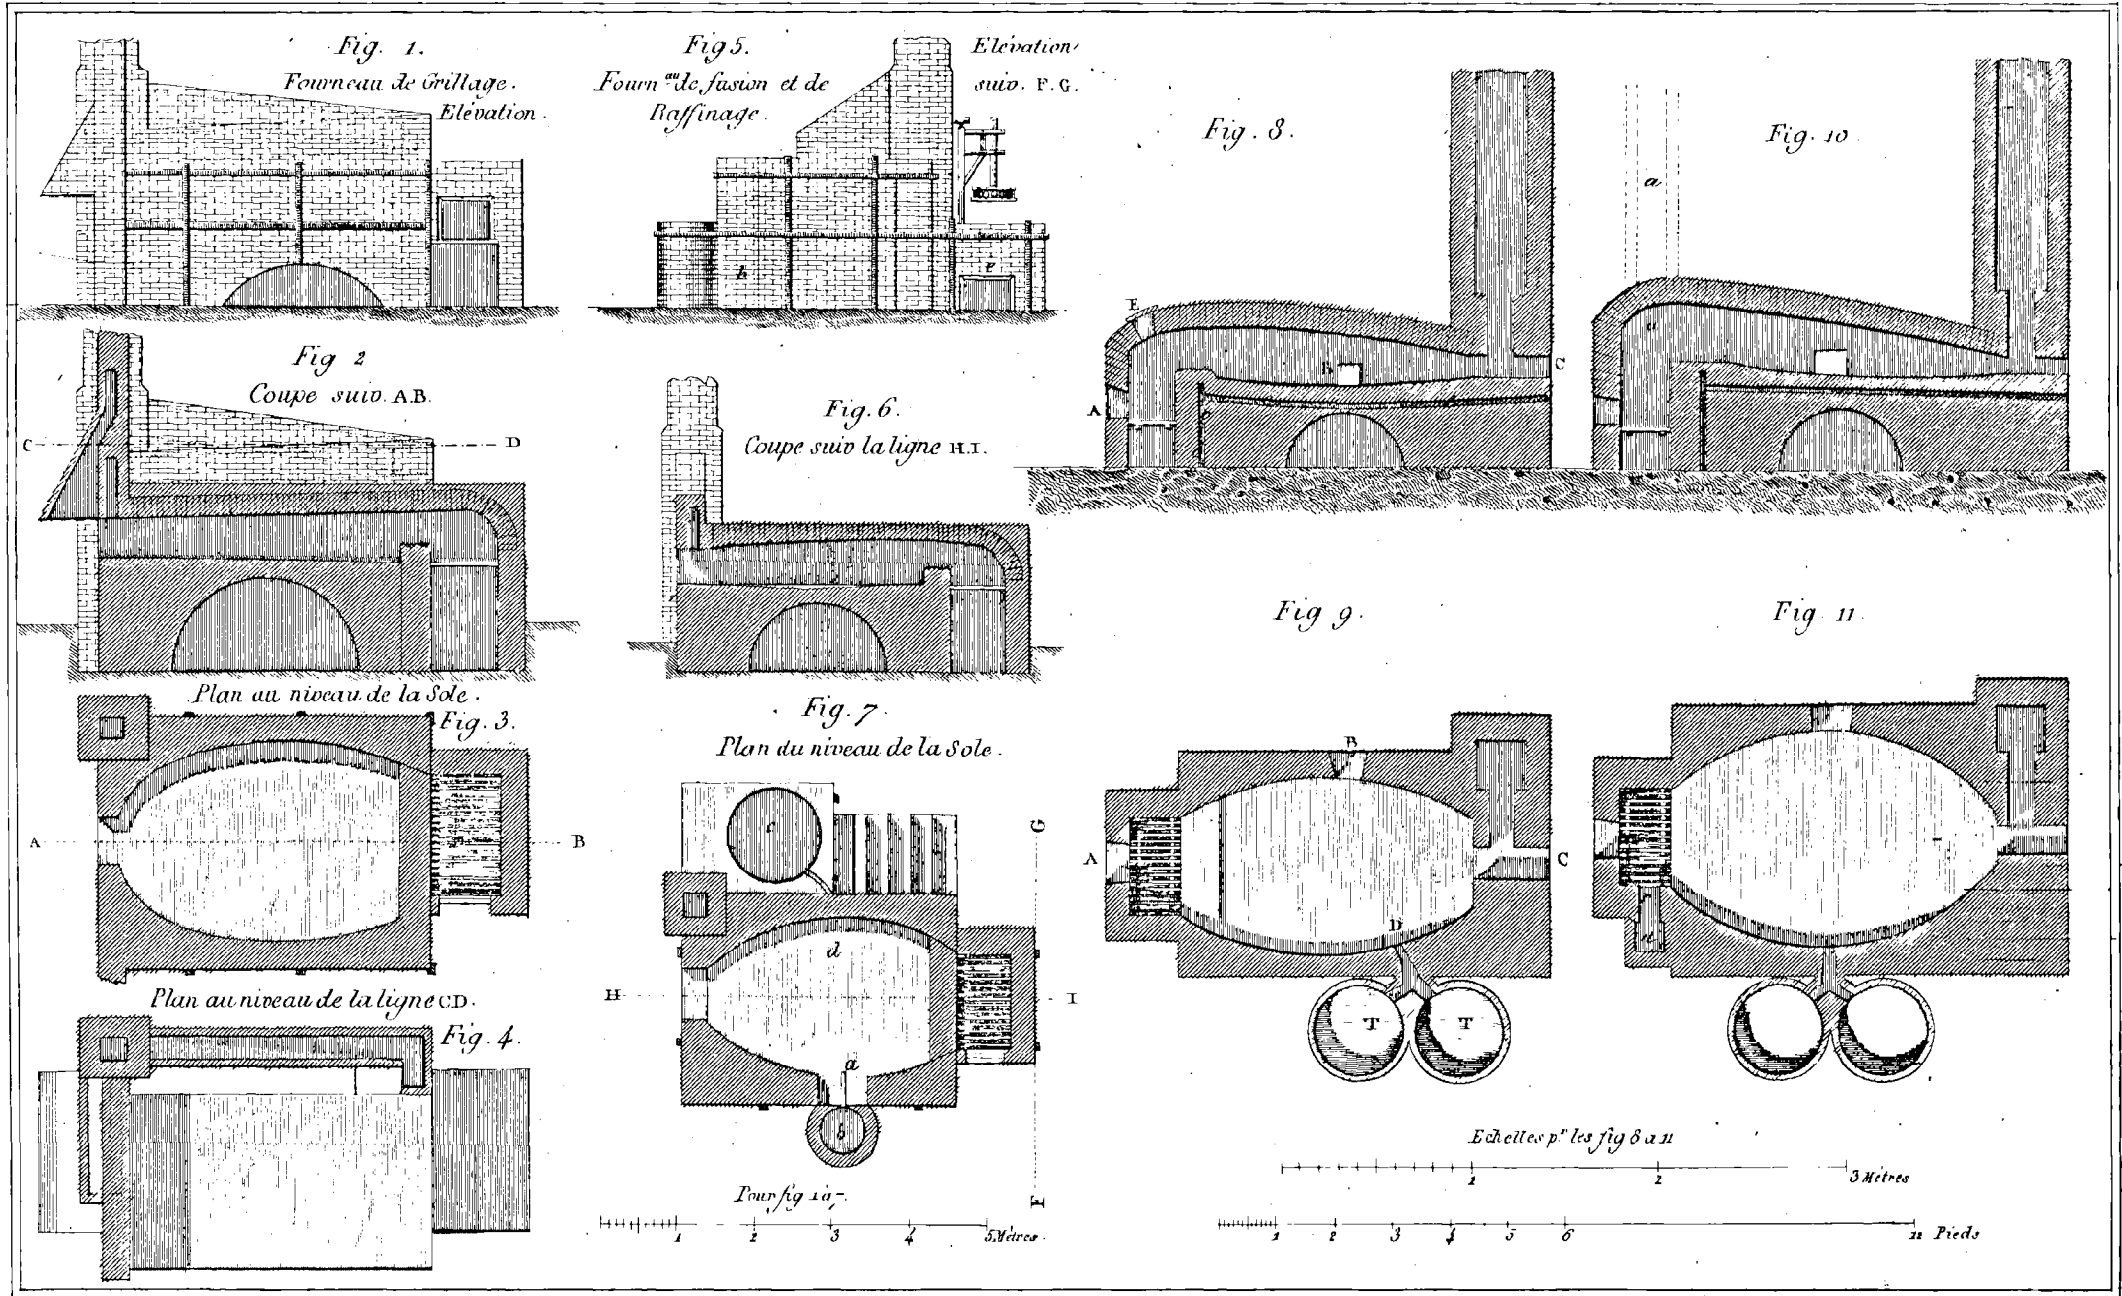 Fig. 1.
Fourneau de Grillage.
Elévation.
Fig 5.
Fourn.au de fusion et de
Raffinage.
Elévation
suiv. F.G.
b
e
Fig. 8.
E
h
A
C
Fig. 10
a
a
Fig 2
Coupe suiv. A.B.
C
D
Fig. 6.
Coupe suiv la ligne H.I.
Plan au niveau de la Sole.
Fig. 3.
A
B
Fig. 7
Plan du niveau de la Sole.
c
d
a
b
H
I
G
F
Fig 9.
B
A
C
D
T
T
Fig. 11.
a
Plan au niveau de la ligne C.D.
Fig. 4.
Pour fig 1 à 7.
1 2 3 4 5 Mètres.
Echelles pr. les fig 8 a 11
1 2 3 Mètres
1 2 3 4 5 6 12 Pieds